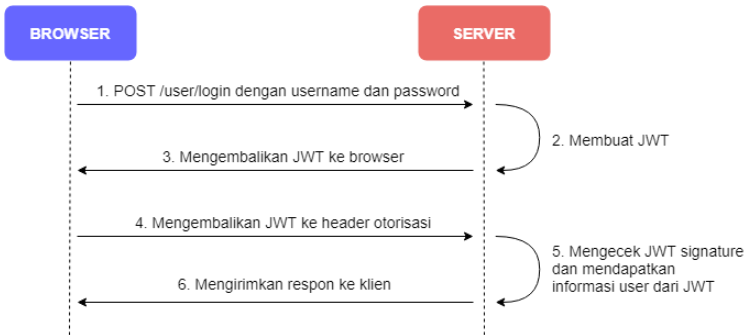 BROWSER
SERVER
1. POST /user/login dengan username dan password
2. Membuat JWT
3. Mengembalikan JWT ke browser
4. Mengembalikan JWT ke header otorisasi
5. Mengecek JWT signature
dan mendapatkan
informasi user dari JWT
6. Mengirimkan respon ke klien